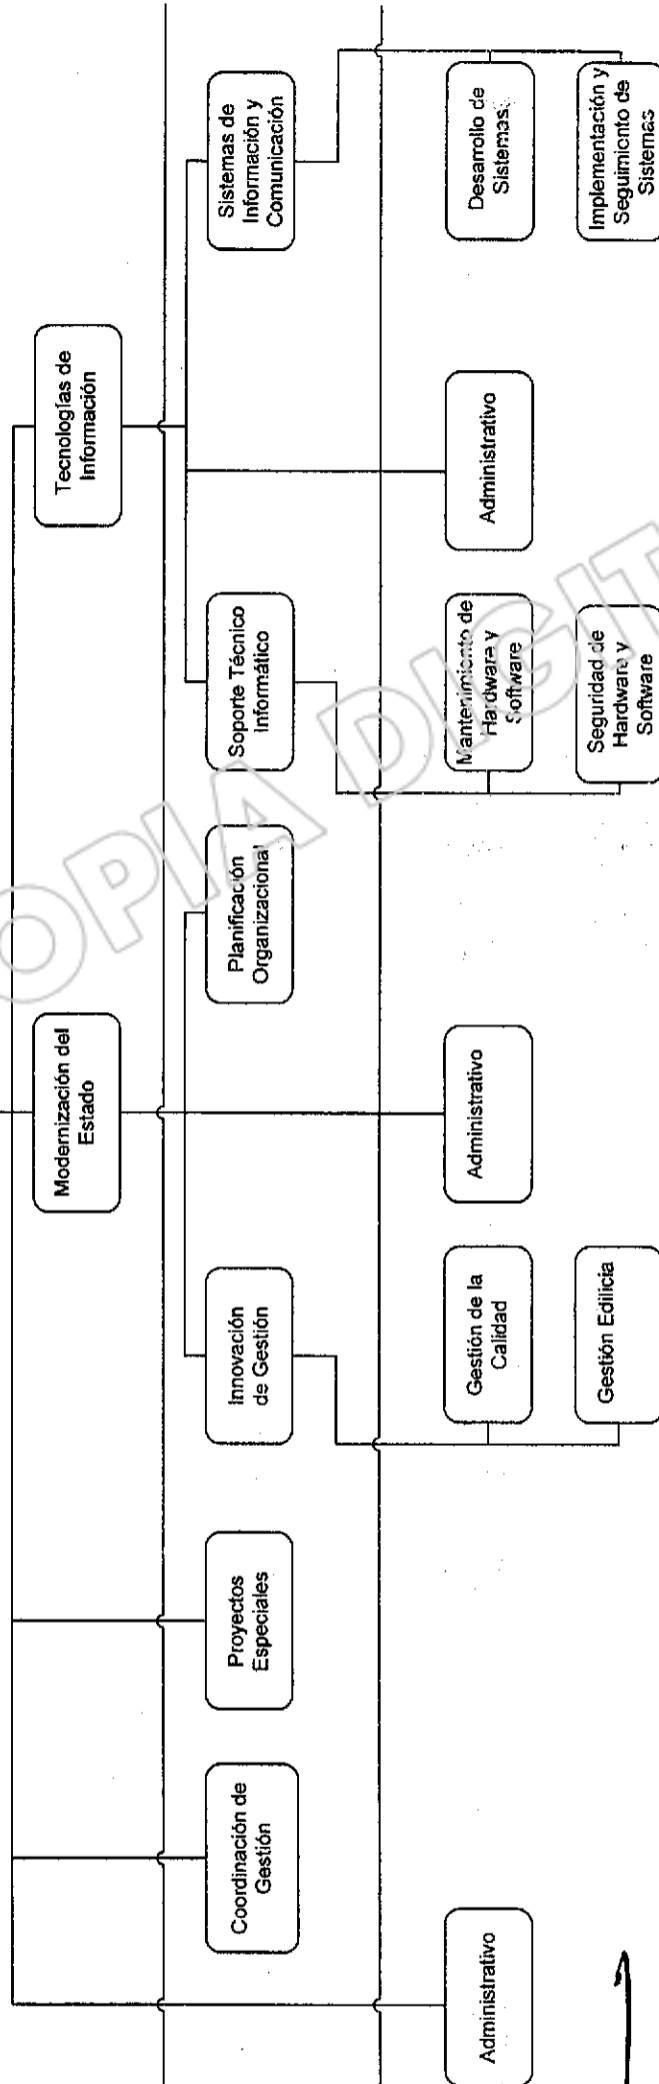 Modernización del
Estado
Tecnologías de
Información
Coordinación de
Gestión
Proyectos
Especiales
Innovación
de Gestión
Planificación
Organizacional
Soporte Técnico
Informático
Sistemas de
Información y
Comunicación
Administrativo
Gestión de la
Calidad
Administrativo
Mantenimiento de
Hardware y
Software
Administrativo
Desarrollo de
Sistemas
Gestión Edilicia
Seguridad de
Hardware y
Software
Implementación y
Seguimiento de
Sistemas
OPIA DIGIT